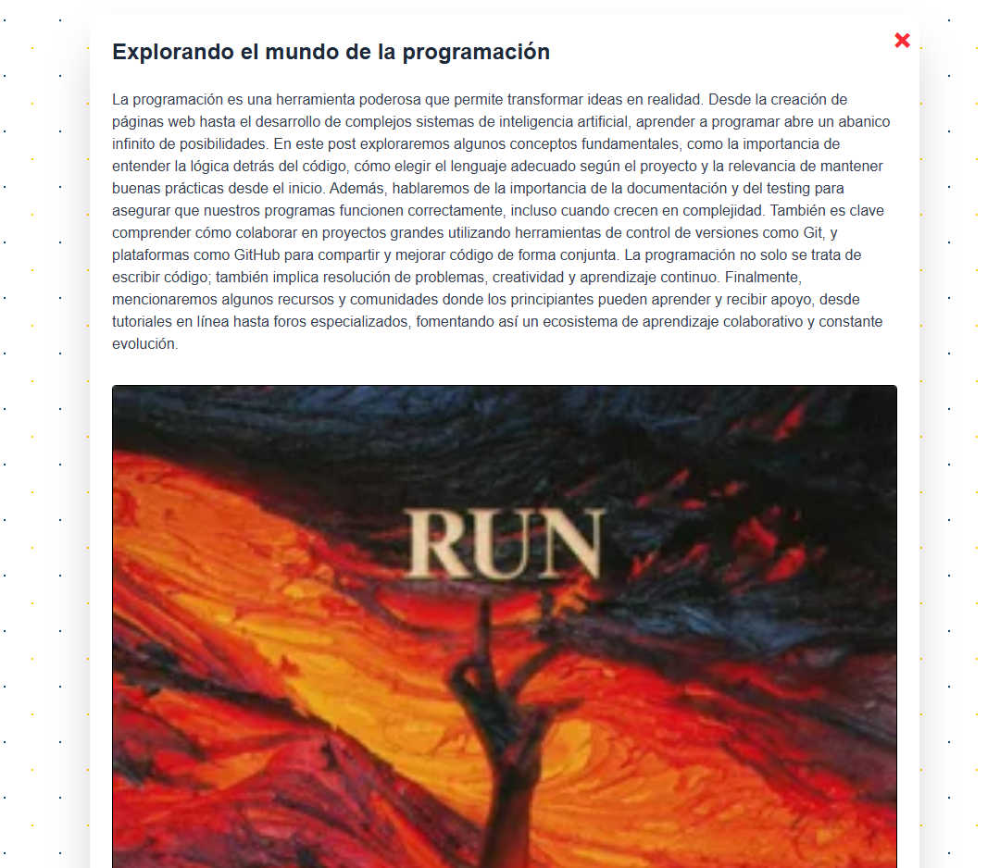 Explorando el mundo de la programación
La programación es una herramienta poderosa que permite transformar ideas en realidad. Desde la creación de
páginas web hasta el desarrollo de complejos sistemas de inteligencia artificial, aprender a programar abre un abanico
infinito de posibilidades. En este post exploraremos algunos conceptos fundamentales, como la importancia de
entender la lógica detrás del código, cómo elegir el lenguaje adecuado según el proyecto y la relevancia de mantener
buenas prácticas desde el inicio. Además, hablaremos de la importancia de la documentación y del testing para
asegurar que nuestros programas funcionen correctamente, incluso cuando crecen en complejidad. También es clave
comprender cómo colaborar en proyectos grandes utilizando herramientas de control de versiones como Git, y
plataformas como GitHub para compartir y mejorar código de forma conjunta. La programación no solo se trata de
escribir código; también implica resolución de problemas, creatividad y aprendizaje continuo. Finalmente,
mencionaremos algunos recursos y comunidades donde los principiantes pueden aprender y recibir apoyo, desde
tutoriales en línea hasta foros especializados, fomentando así un ecosistema de aprendizaje colaborativo y constante
evolución.
RUN